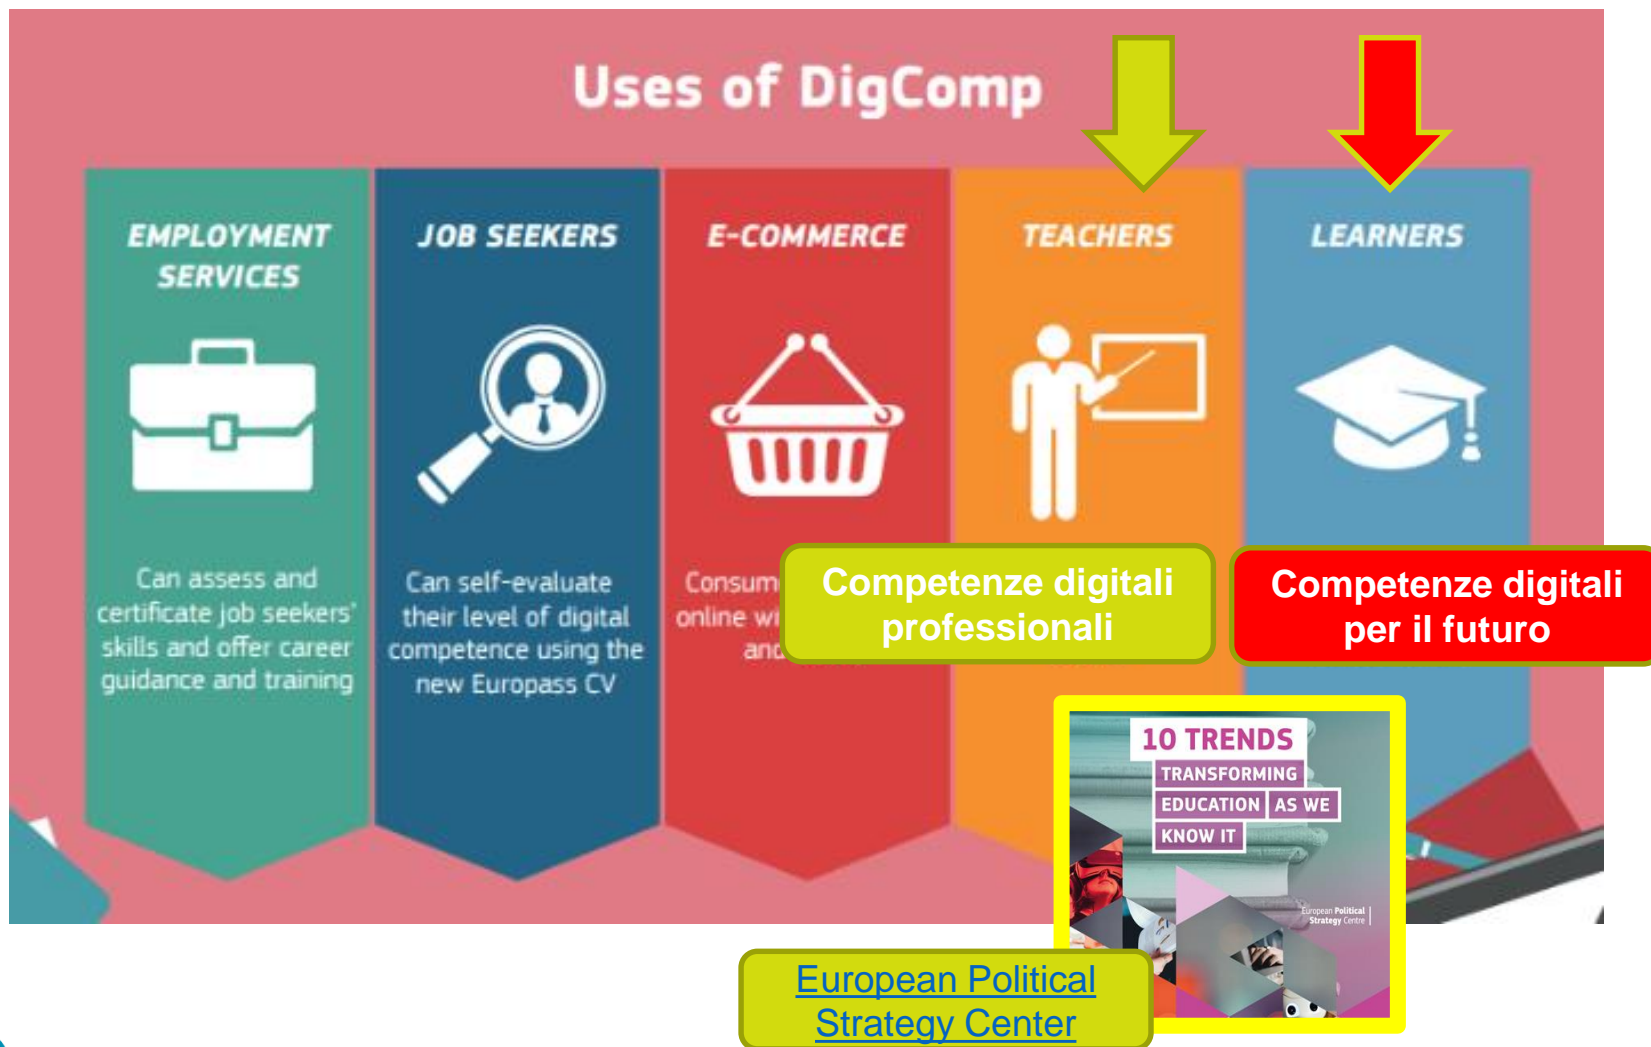 Uses of DigComp
EMPLOYMENT
SERVICES
Can assess and
certificate job seekers'
skills and offer career
guidance and training
JOB SEEKERS
Can self-evaluate
their level of digital
competence using the
new Europass CV
E-COMMERCE
online
and
TEACHERS
Competenze digitali
professionali
LEARNERS
Competenze digitali
per il futuro
10 TRENDS
TRANSFORMING
EDUCATION AS WE
KNOW IT
European Political
Strategy Centre
European Political
Strategy Center